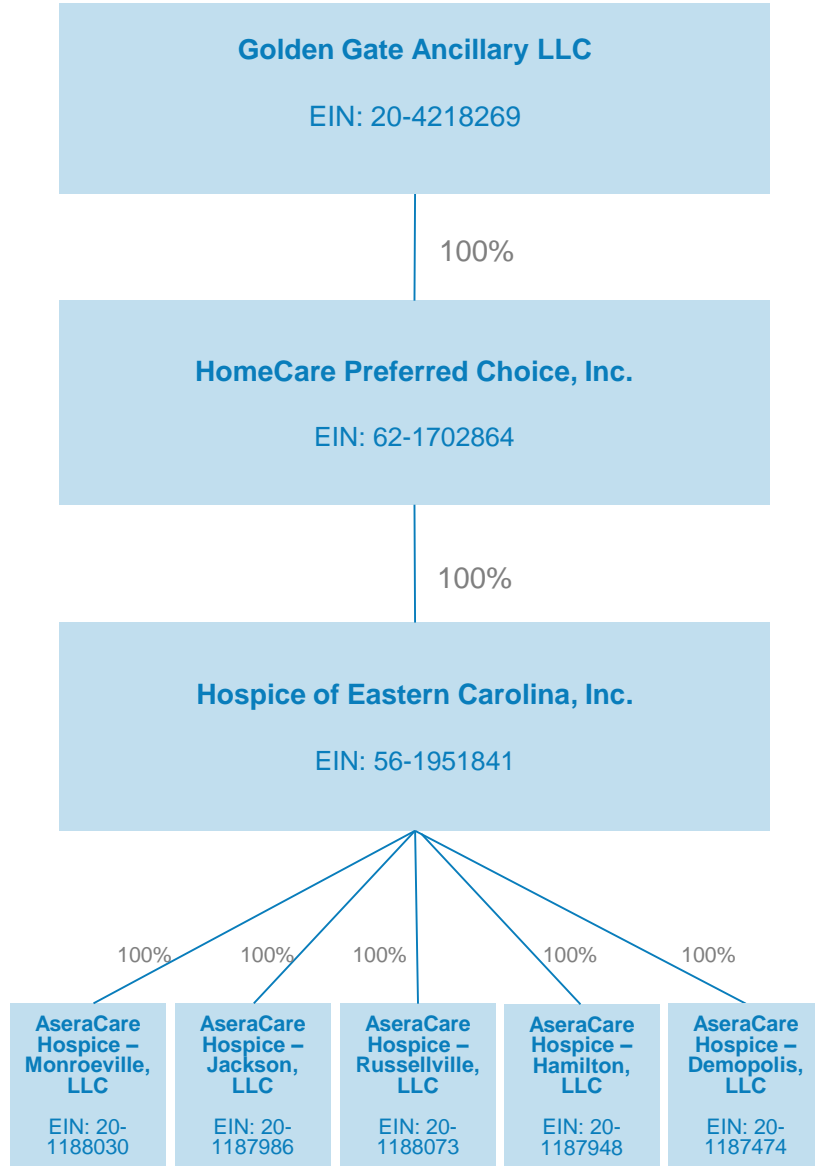 Golden Gate Ancillary LLC
EIN: 20-4218269
100%
HomeCare Preferred Choice, Inc.
EIN: 62-1702864
100%
Hospice of Eastern Carolina, Inc.
EIN: 56-1951841
100%
100%
100%
100%
100%
AseraCare
Hospice –
Monroeville,
LLC
EIN: 20-
1188030
AseraCare
Hospice –
Jackson,
LLC
EIN: 20-
1187986
AseraCare
Hospice –
Russellville,
LLC
EIN: 20-
1188073
AseraCare
Hospice –
Hamilton,
LLC
EIN: 20-
1187948
AseraCare
Hospice –
Demopolis,
LLC
EIN: 20-
1187474